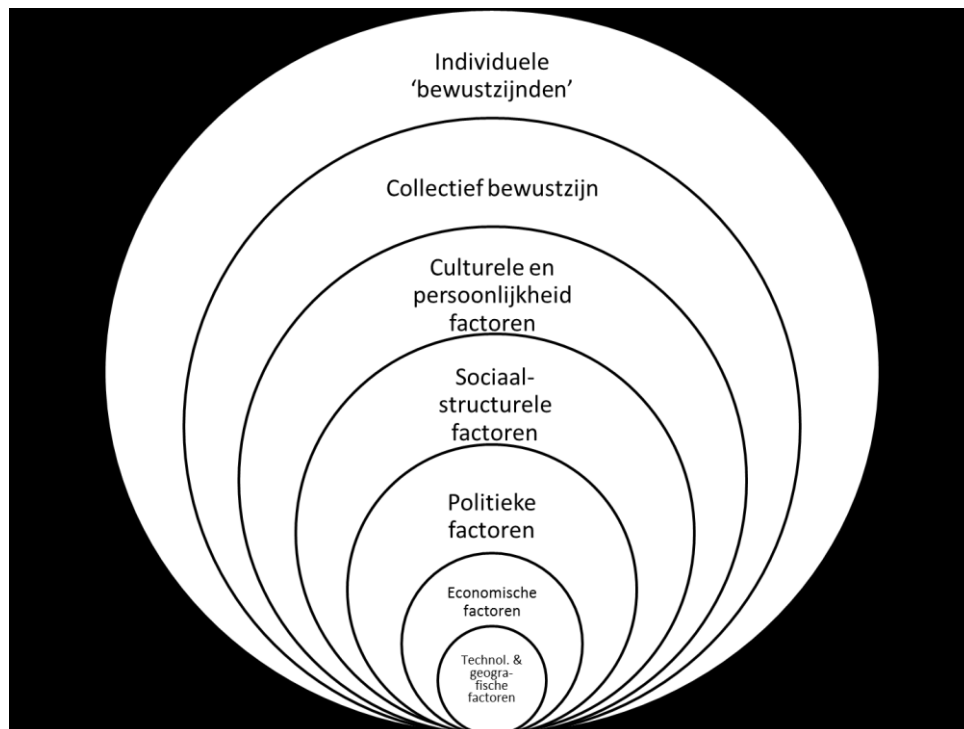 Individuele
‘bewustzijnden’
Collectief bewustzijn
Culturele en
persoonlijkheid
factoren
Sociaal-
structurele
factoren
Politieke
factoren
Economische
factoren
Technol. &
geogra-
fische
factoren